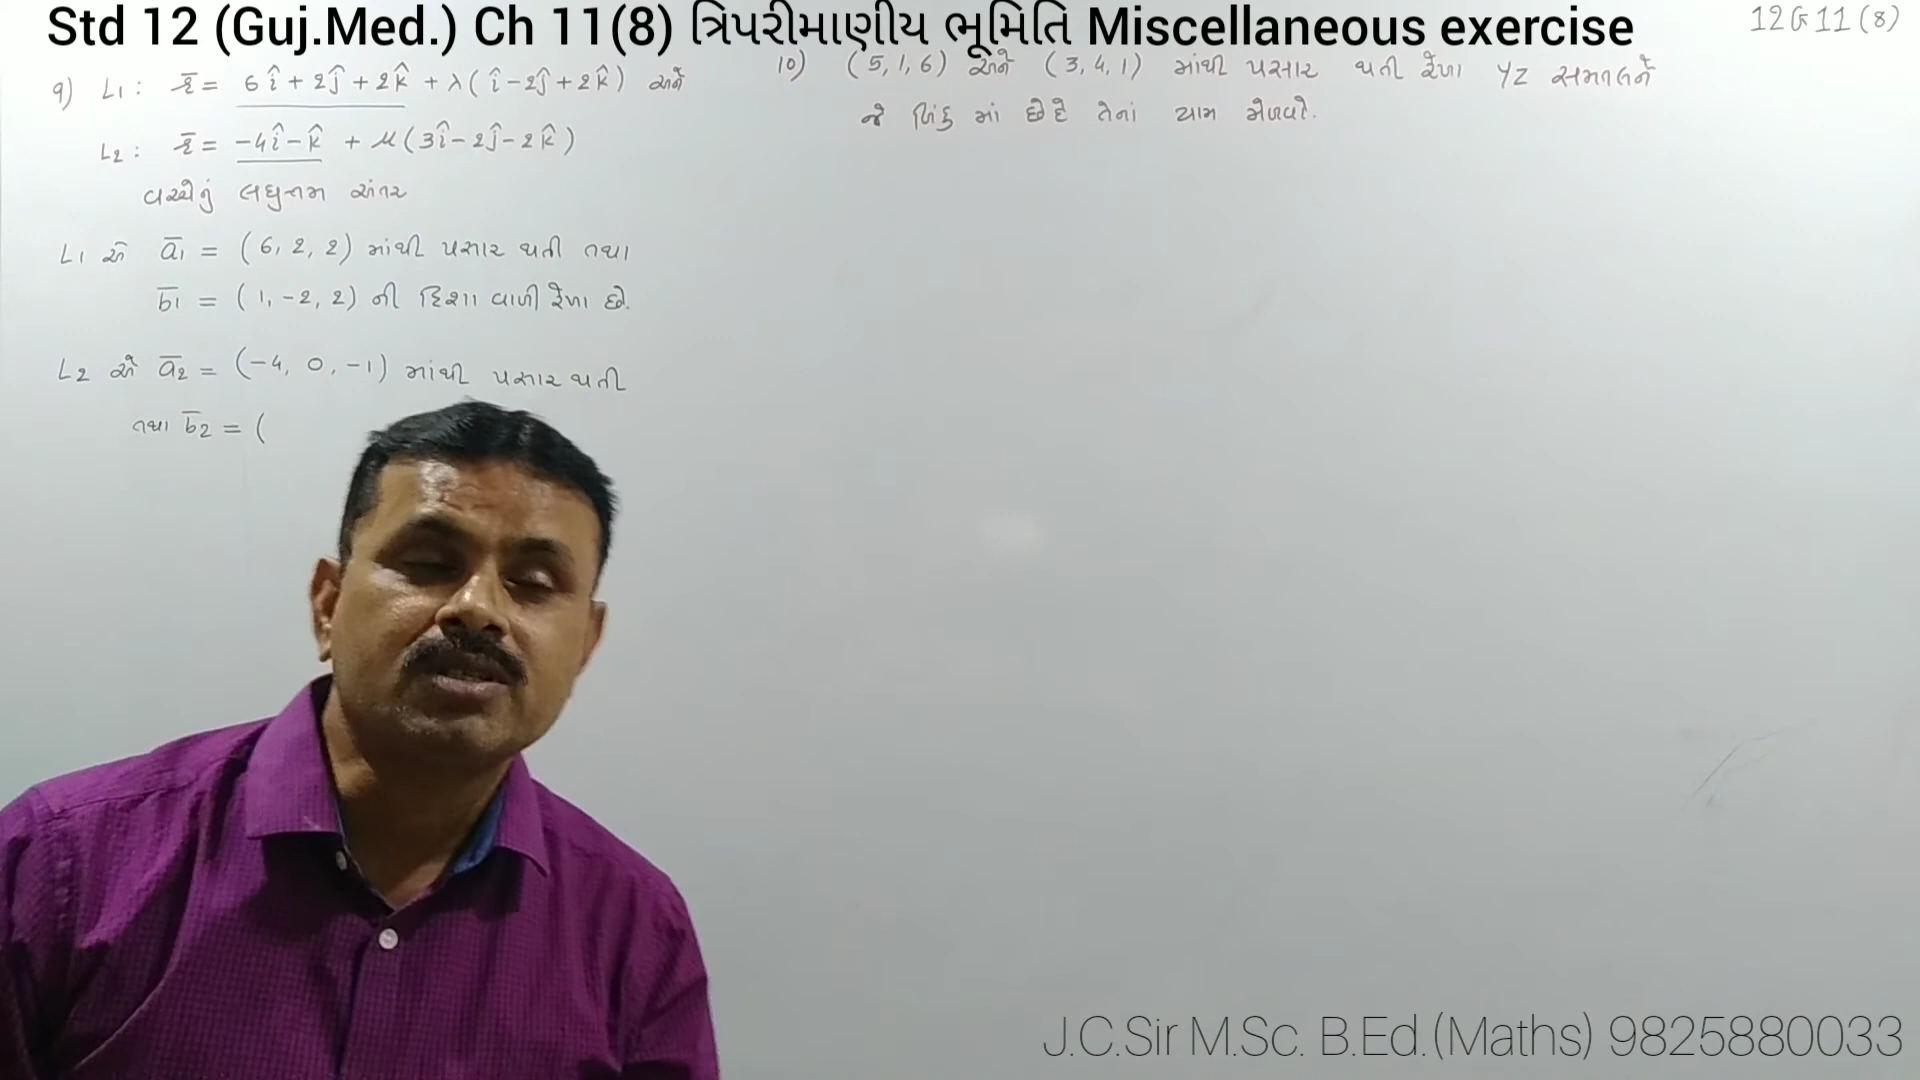 Std 12 (Guj.Med.) Ch 11(8) ત્રિપરીમાણીય ભૂમિતિ Miscellaneous exercise
12 G 11 (8)
9) L₁ : r̅ = 6î + 2ĵ + 2k̂ + λ(î - 2ĵ + 2k̂) અને
L₂ : r̅ = -4î - k̂ + μ(3î - 2ĵ - 2k̂)
વચ્ચેનું લઘુત્તમ અંતર
L₁ એ a̅₁ = (6, 2, 2) માંથી પસાર થતી તથા
b̅₁ = (1, -2, 2) ની દિશા વાળી રેખા છે.
L₂ એ a̅₂ = (-4, 0, -1) માંથી પસાર થતી
તથા b̅₂ = (
10) (5, 1, 6) અને (3, 4, 1) માંથી પસાર થતી રેખા YZ સમતલને
જે બિંદુ માં છેદે તેનાં યામ મેળવો.
J.C.Sir M.Sc. B.Ed.(Maths) 9825880033